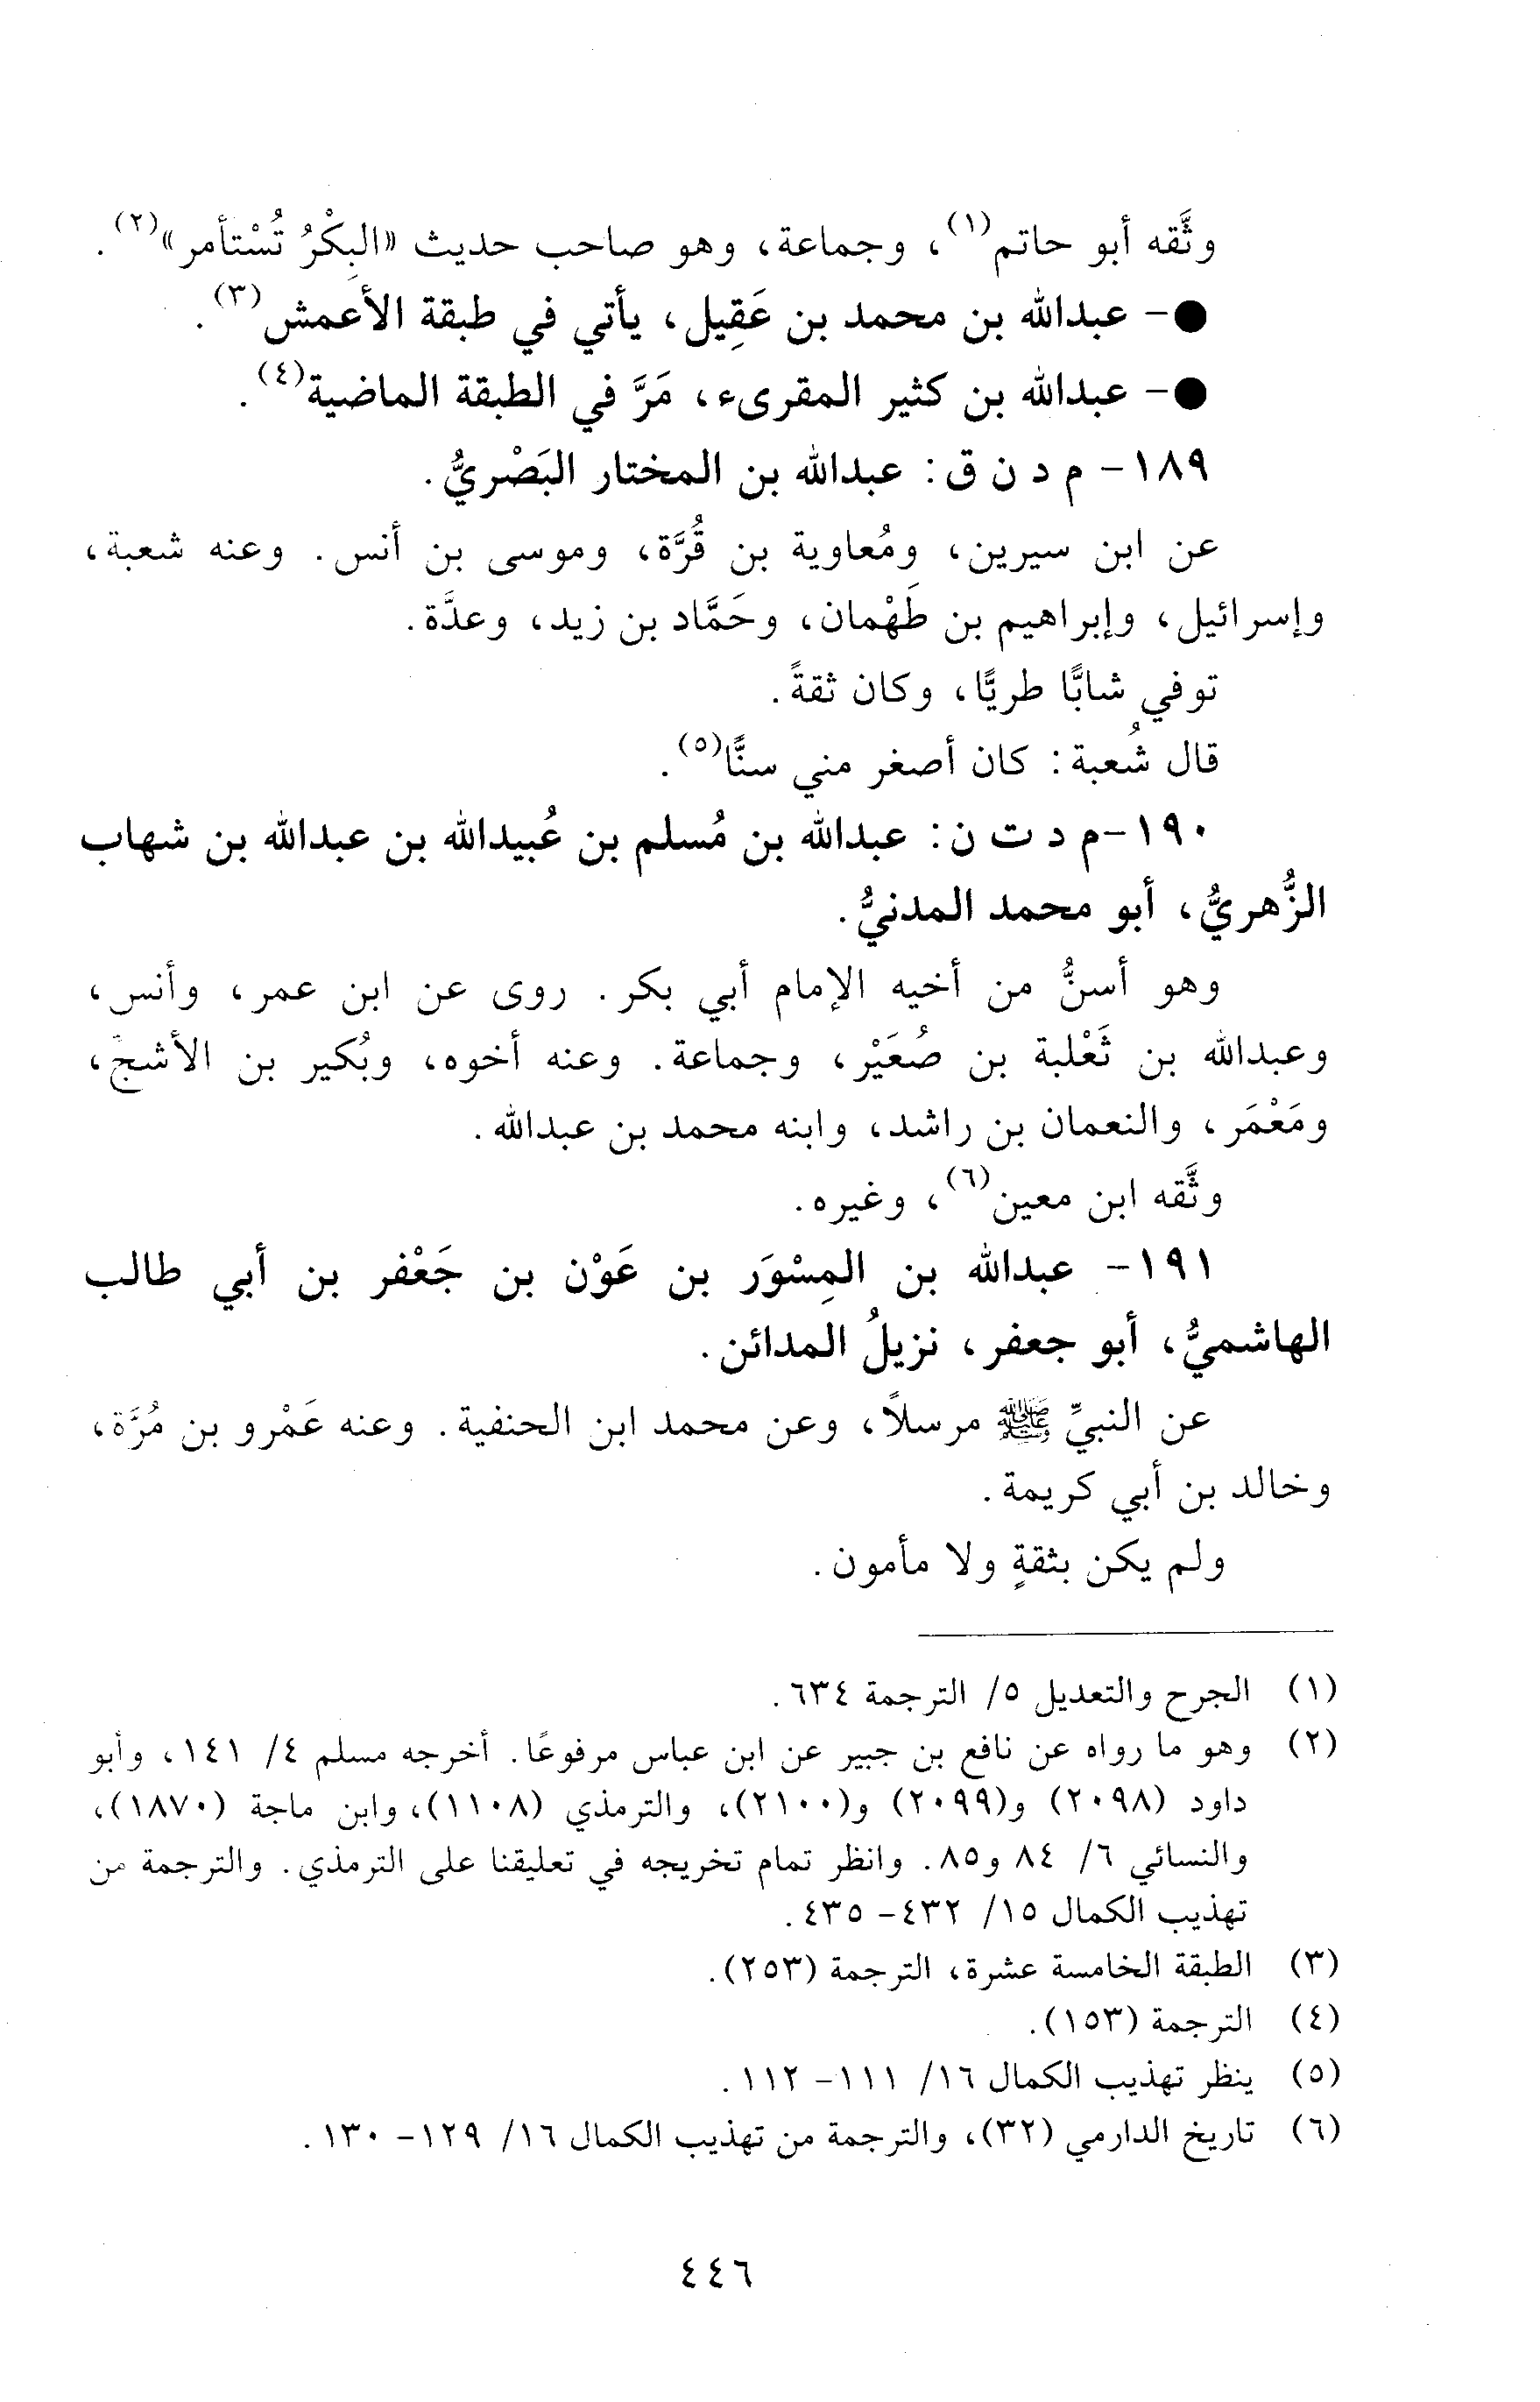 وثَّقه أبو حاتم(١)، وجماعة، وهو صاحب حديث «البِكْرُ تُسْتأمر»(٢).
●- عبدالله بن محمد بن عَقِيل، يأتي في طبقة الأعمش(٣).
●- عبدالله بن كثير المقرىء، مَرَّ في الطبقة الماضية(٤).
١٨٩- م د ن ق: عبدالله بن المختار البَصْريُّ.
عن ابن سيرين، ومُعاوية بن قُرَّة، وموسى بن أنس. وعنه شعبة،
وإسرائيل، وإبراهيم بن طَهْمان، وحَمَّاد بن زيد، وعدَّة.
توفي شابًّا طريًّا، وكان ثقةً.
قال شُعبة: كان أصغر مني سنًّا(٥).
١٩٠-م د ت ن: عبدالله بن مُسلم بن عُبيدالله بن عبدالله بن شهاب
الزُّهريُّ، أبو محمد المدنيُّ.
وهو أسنُّ من أخيه الإمام أبي بكر. روى عن ابن عمر، وأنس،
وعبدالله بن ثَعْلبة بن صُعَيْر، وجماعة. وعنه أخوه، وبُكير بن الأشجّ،
ومَعْمَر، والنعمان بن راشد، وابنه محمد بن عبدالله.
وثَّقه ابن معين(٦)، وغيره.
١٩١- عبدالله بن المِسْوَر بن عَوْن بن جَعْفر بن أبي طالب
الهاشميُّ، أبو جعفر، نزيلُ المدائن.
عن النبيِّ ﷺ مرسلاً، وعن محمد ابن الحنفية. وعنه عَمْرو بن مُرَّة،
وخالد بن أبي كريمة.
ولم يكن بثقةٍ ولا مأمون.
(١) الجرح والتعديل ٥/ الترجمة ٦٣٤.
(٢) وهو ما رواه عن نافع بن جبير عن ابن عباس مرفوعًا. أخرجه مسلم ٤/ ١٤١، وأبو
داود (٢٠٩٨) و(٢٠٩٩) و(٢١٠٠)، والترمذي (١١٠٨)، وابن ماجة (١٨٧٠)،
والنسائي ٦/ ٨٤ و٨٥. وانظر تمام تخريجه في تعليقنا على الترمذي. والترجمة من
تهذيب الكمال ١٥/ ٤٣٢- ٤٣٥.
(٣) الطبقة الخامسة عشرة، الترجمة (٢٥٣).
(٤) الترجمة (١٥٣).
(٥) ينظر تهذيب الكمال ١٦/ ١١١- ١١٢.
(٦) تاريخ الدارمي (٣٢)، والترجمة من تهذيب الكمال ١٦/ ١٢٩- ١٣٠.
٤٤٦